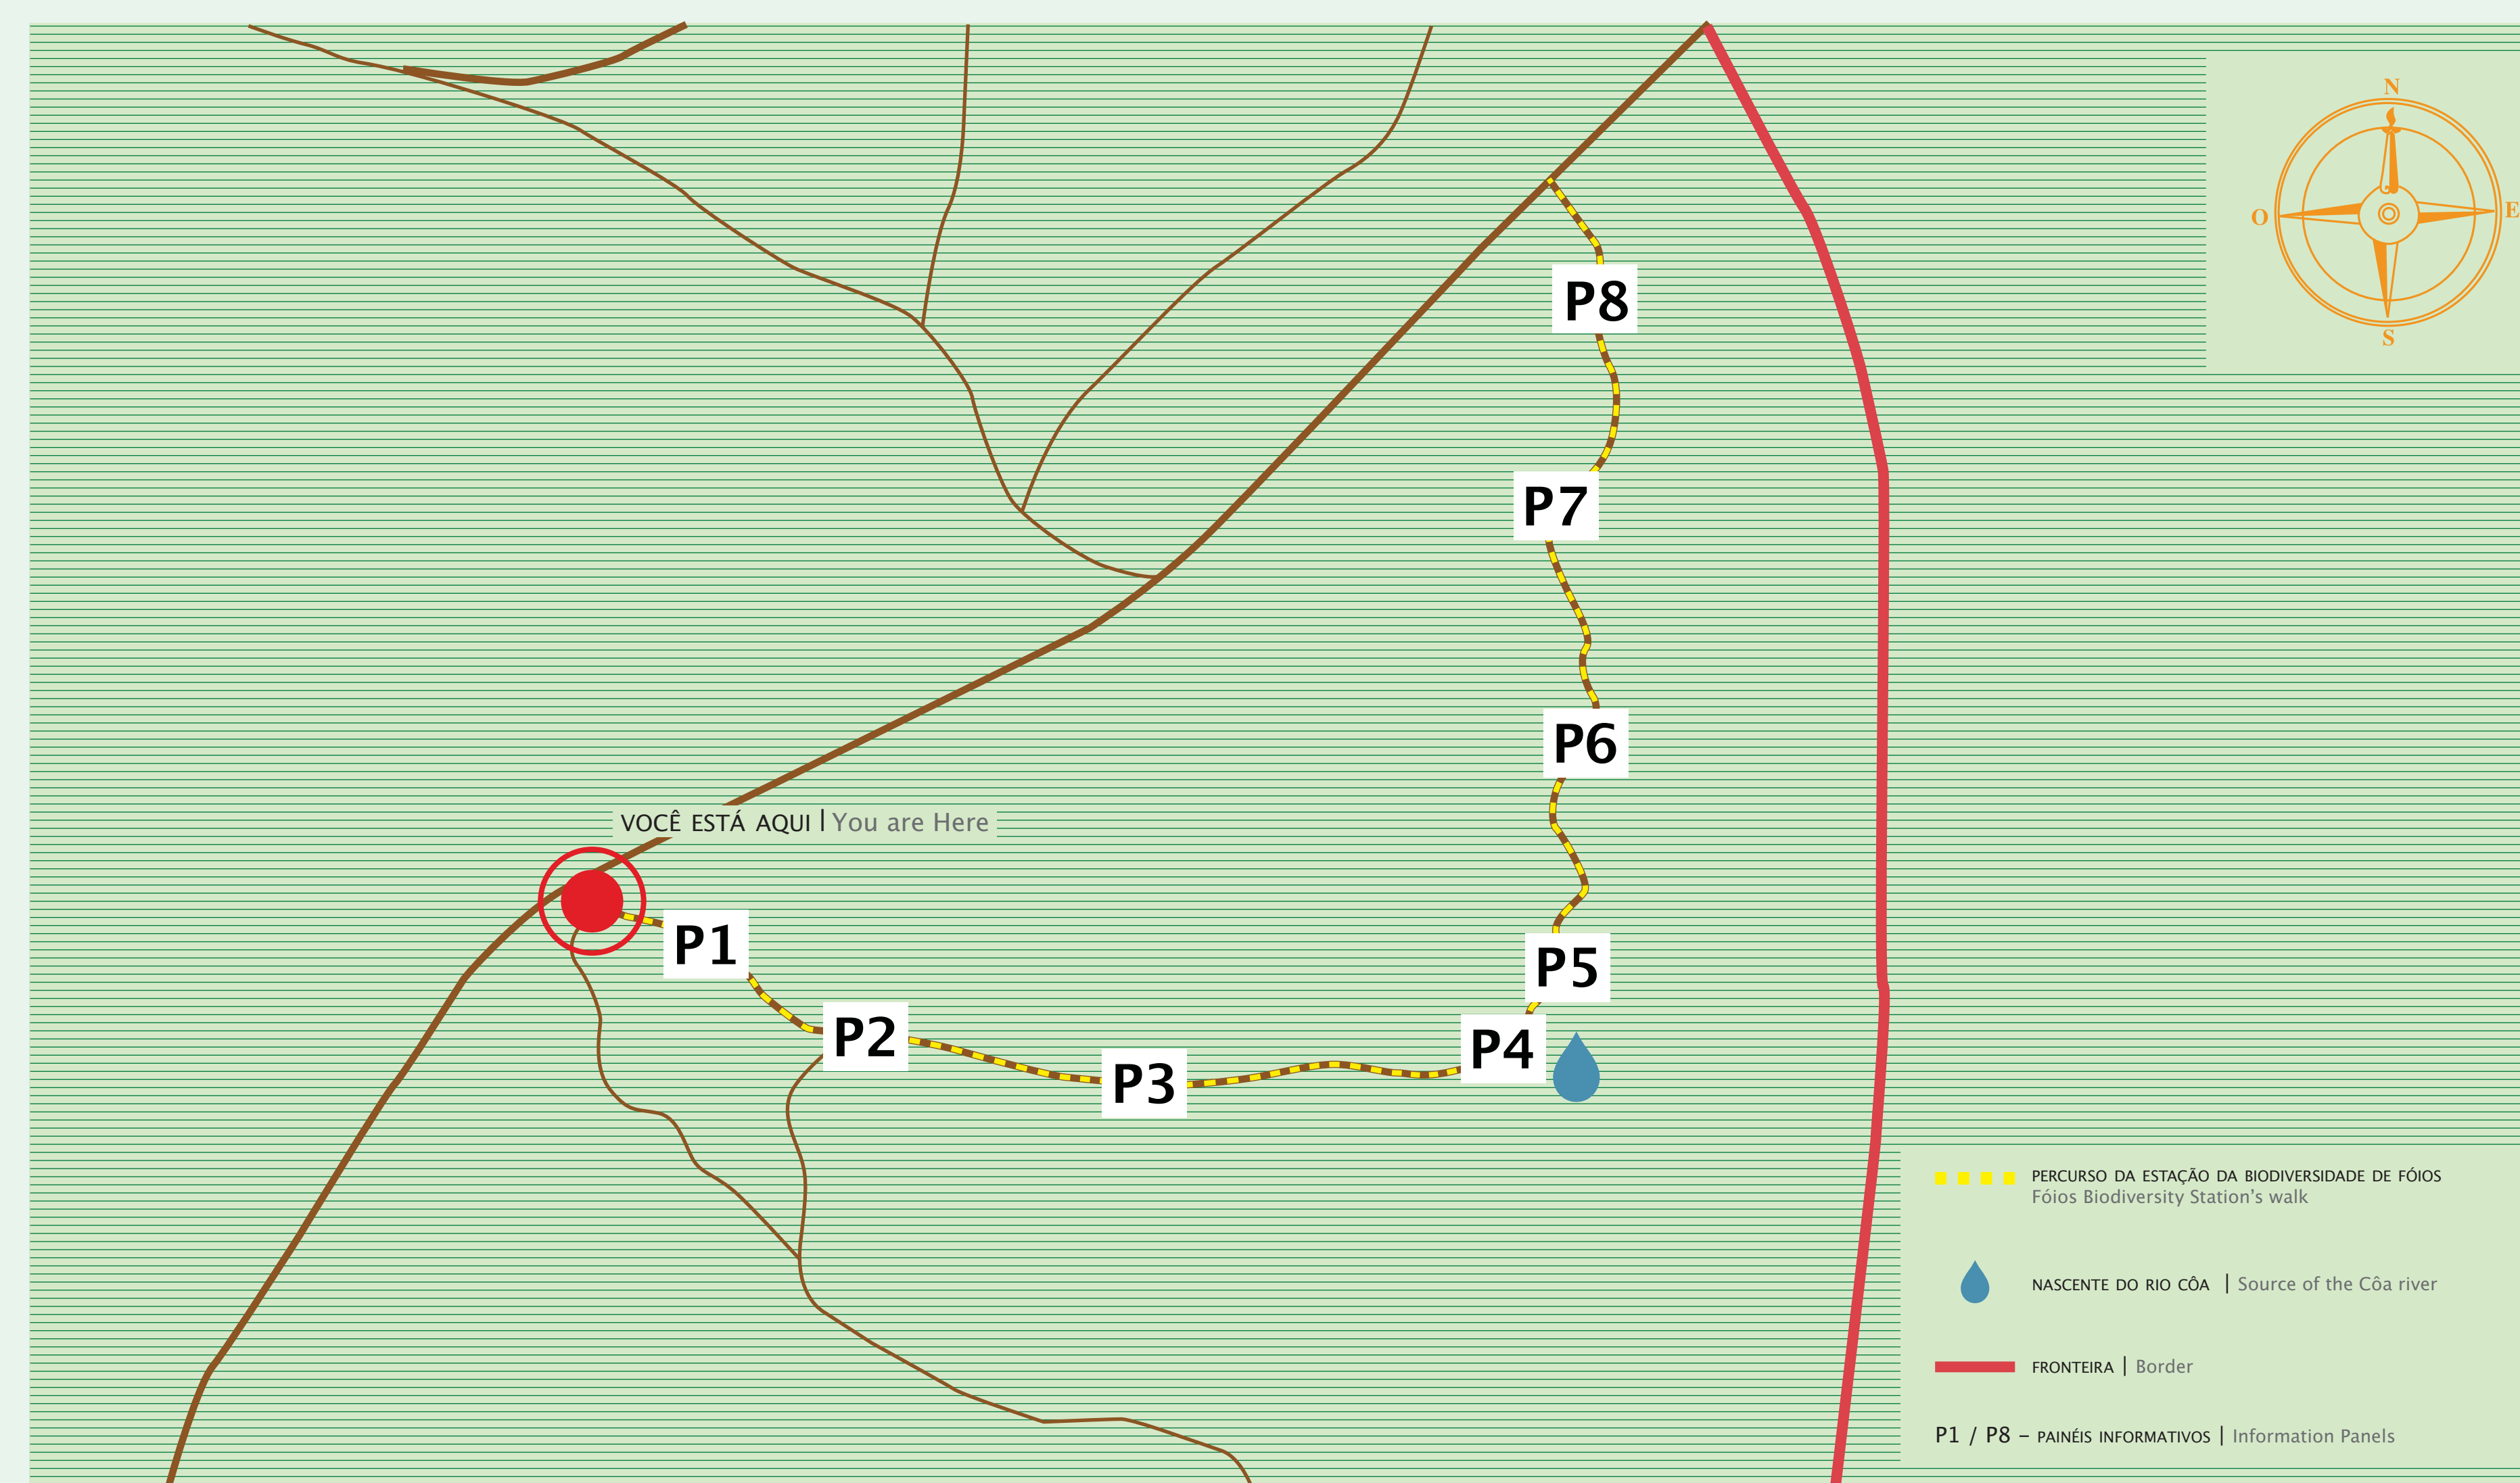 N
O
E
S
P8
P7
P6
VOCÊ ESTÁ AQUI | You are Here
P1
P5
P2
P4
P3
PERCURSO DA ESTAÇÃO DA BIODIVERSIDADE DE FÓIOS
Fóios Biodiversity Station's walk
NASCENTE DO RIO CÔA | Source of the Côa river
FRONTEIRA | Border
P1 / P8 – PAINÉIS INFORMATIVOS | Information Panels